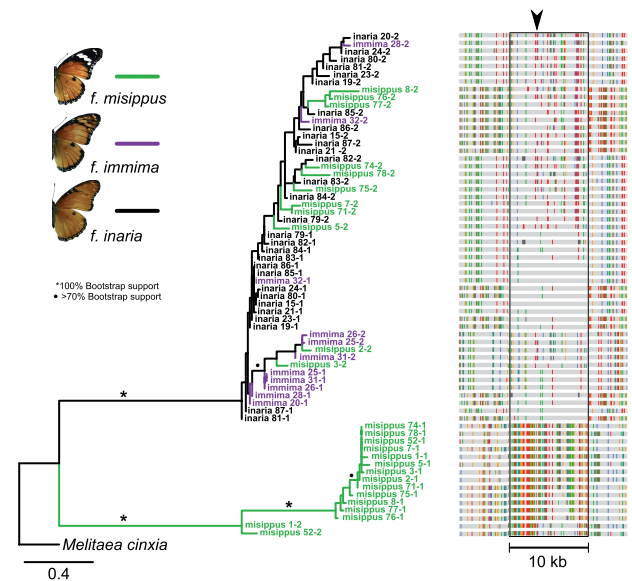 f. misippus
f. immima
f. inaria
*100% Bootstrap support
• >70% Bootstrap support
inaria 20-2
immima 28-2
inaria 24-2
inaria 80-2
inaria 81-2
inaria 23-2
inaria 19-2
misippus 8-2
misippus 76-2
misippus 77-2
inaria 85-2
immima 32-2
inaria 86-2
inaria 15-2
inaria 87-2
inaria 21 -2
inaria 82-2
misippus 74-2
misippus 78-2
inaria 83-2
misippus 75-2
inaria 84-2
misippus 7-2
misippus 71-2
inaria 79-2
misippus 5-2
inaria 79-1
inaria 82-1
inaria 84-1
inaria 83-1
inaria 86-1
inaria 85-1
immima 32-1
inaria 24-1
inaria 80-1
inaria 15-1
inaria 21-1
inaria 23-1
inaria 19-1
immima 26-2
immima 25-2
misippus 2-2
immima 31-2
misippus 3-2
immima 25-1
immima 31-1
immima 26-1
immima 28-1
immima 20-1
inaria 87-1
inaria 81-1
misippus 74-1
misippus 78-1
misippus 52-1
misippus 7-1
misippus 1-1
misippus 5-1
misippus 3-1
misippus 2-1
misippus 71-1
misippus 75-1
misippus 8-1
misippus 77-1
misippus 76-1
misippus 1-2
misippus 52-2
*
*
*
•
•
Melitaea cinxia
0.4
10 kb